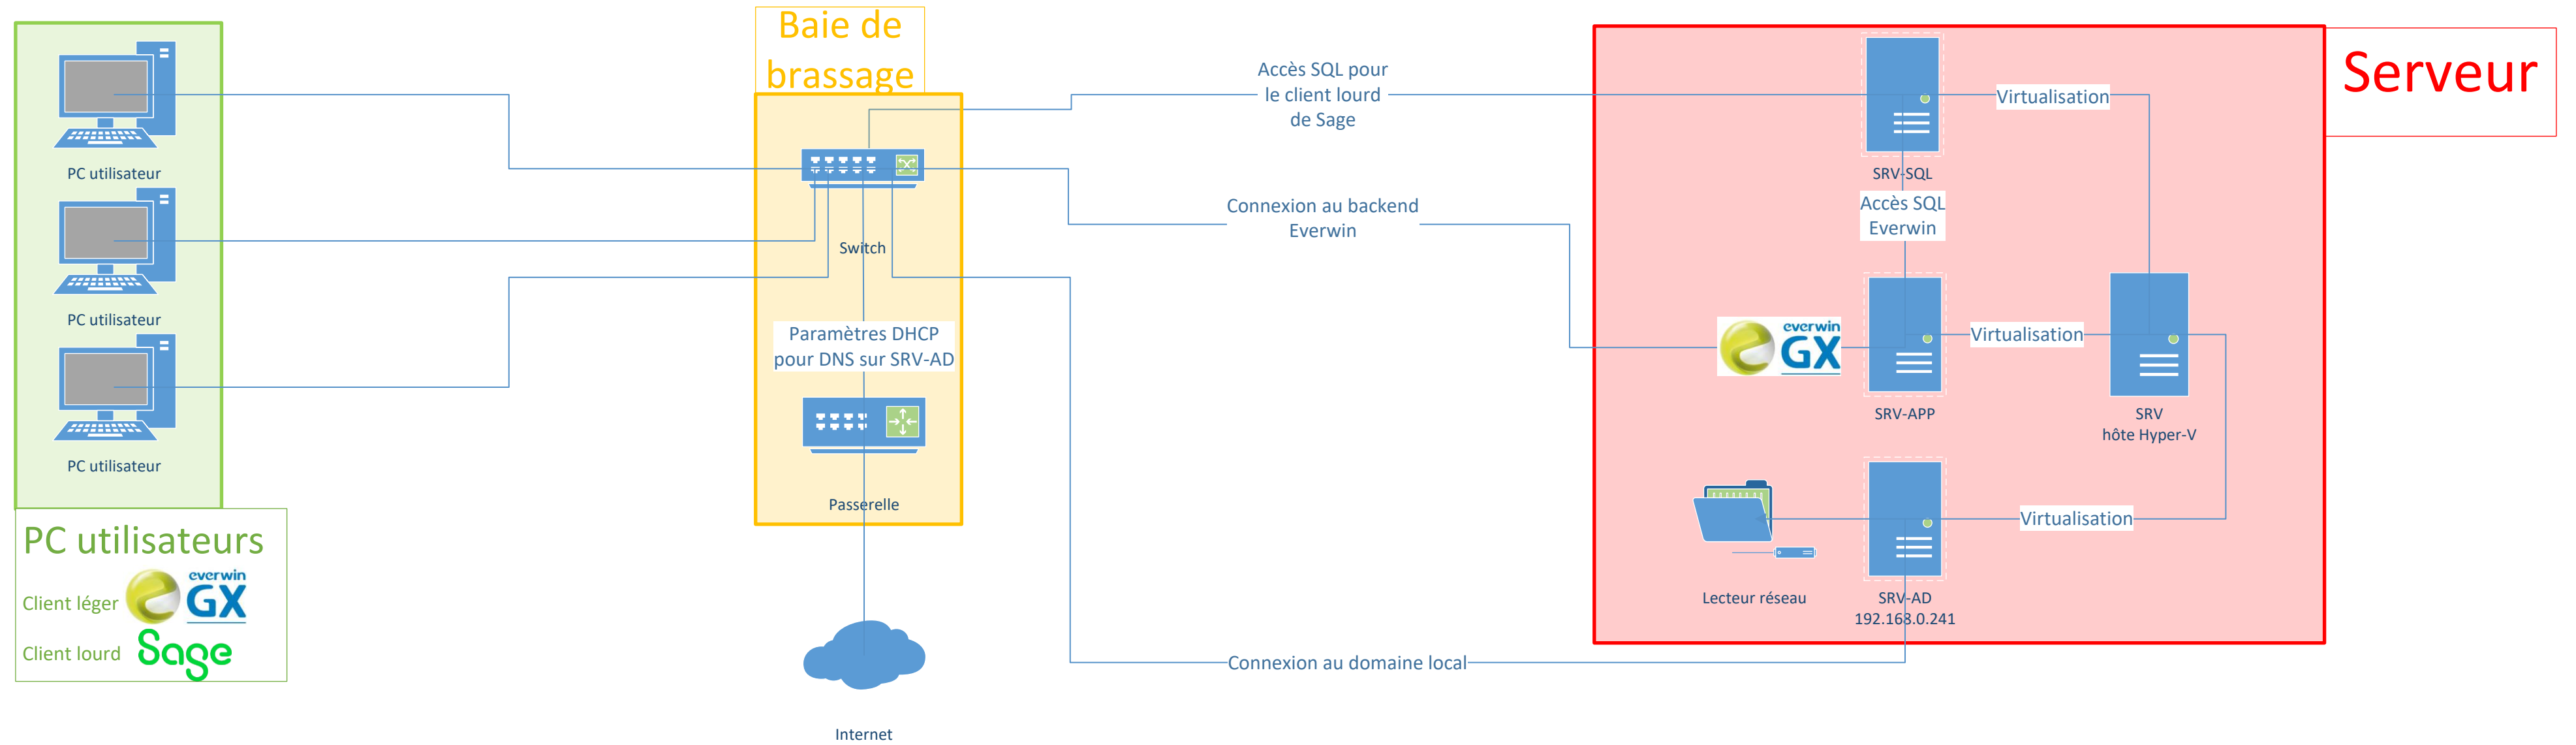 Baie de
brassage
Serveur
Accès SQL pour
le client lourd
de Sage
Virtualisation
PC utilisateur
SRV-SQL
Connexion au backend
Everwin
Accès SQL
Everwin
Switch
PC utilisateur
Paramètres DHCP
pour DNS sur SRV-AD
everwin
GX
Virtualisation
SRV-APP
SRV
hôte Hyper-V
PC utilisateur
Passerelle
Virtualisation
PC utilisateurs
Client léger
everwin
GX
Client lourd
Sage
Lecteur réseau
SRV-AD
192.168.0.241
Connexion au domaine local
Internet